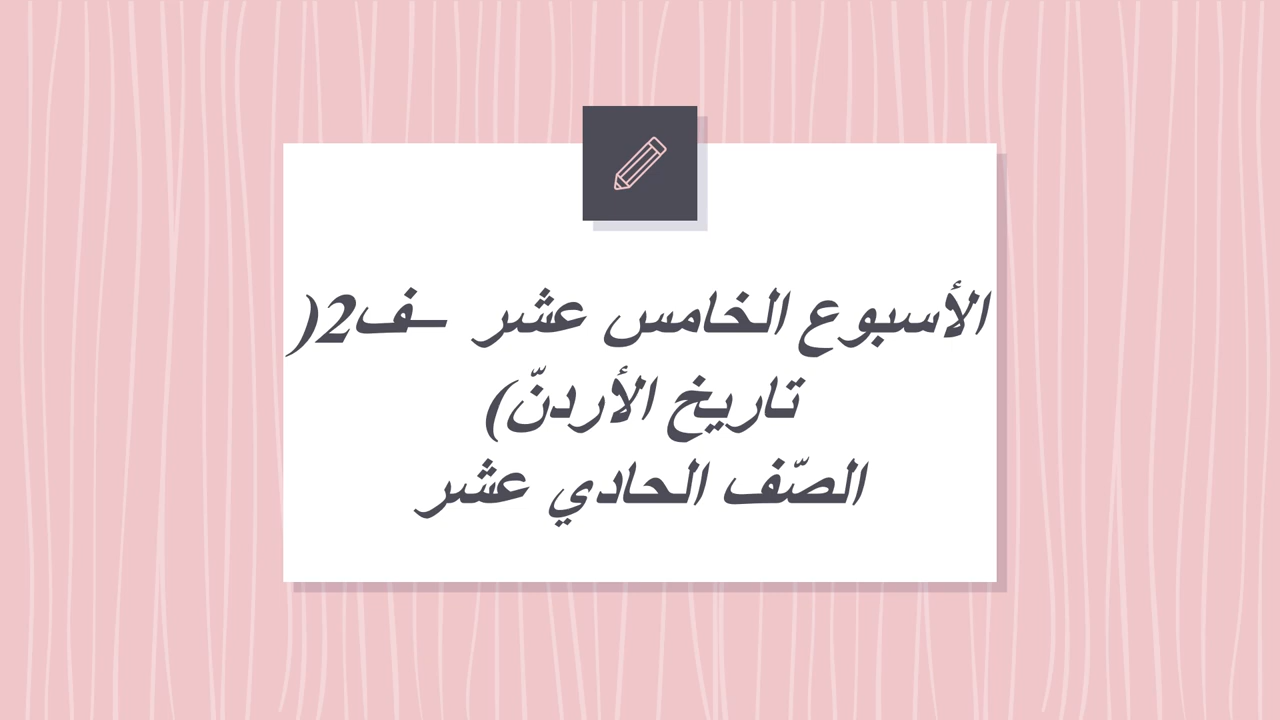 الأسبوع الخامس عشر –ف2(
تاريخ الأردنّ)
الصّف الحادي عشر